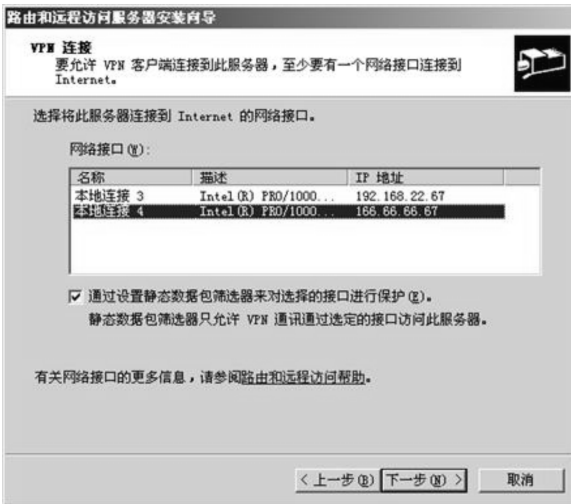 路由和远程访问服务器安装向导
VPN 连接
要允许 VPN 客户端连接到此服务器，至少要有一个网络接口连接到
Internet。
选择将此服务器连接到 Internet 的网络接口。
网络接口(W):
名称 描述 IP 地址
本地连接 3 Intel(R) PRO/1000... 192.168.22.67
本地连接 4 Intel(R) PRO/1000... 166.66.66.67
通过设置静态数据包筛选器来对选择的接口进行保护(E)。
静态数据包筛选器只允许 VPN 通讯通过选定的接口访问此服务器。
有关网络接口的更多信息，请参阅路由和远程访问帮助。
< 上一步(B) 下一步(N) > 取消